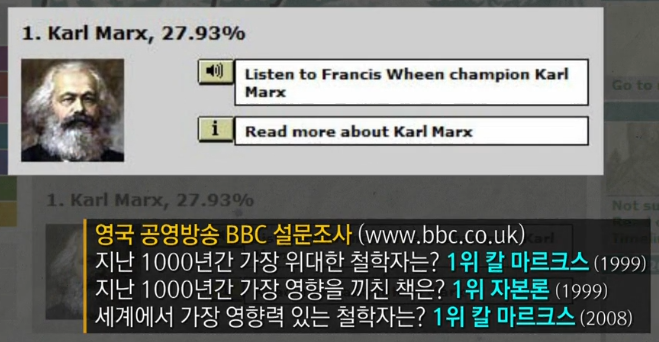 1. Karl Marx, 27.93%
Listen to Francis Wheen champion Karl
Marx
i
Read more about Karl Marx
Go to
1. Karl Marx, 27.93%
Not su
영국 공영방송 BBC 설문조사 (www.bbc.co.uk)
지난 1000년간 가장 위대한 철학자는? 1위 칼 마르크스 (1999)
지난 1000년간 가장 영향을 끼친 책은? 1위 자본론 (1999)
세계에서 가장 영향력 있는 철학자는? 1위 칼 마르크스 (2008)